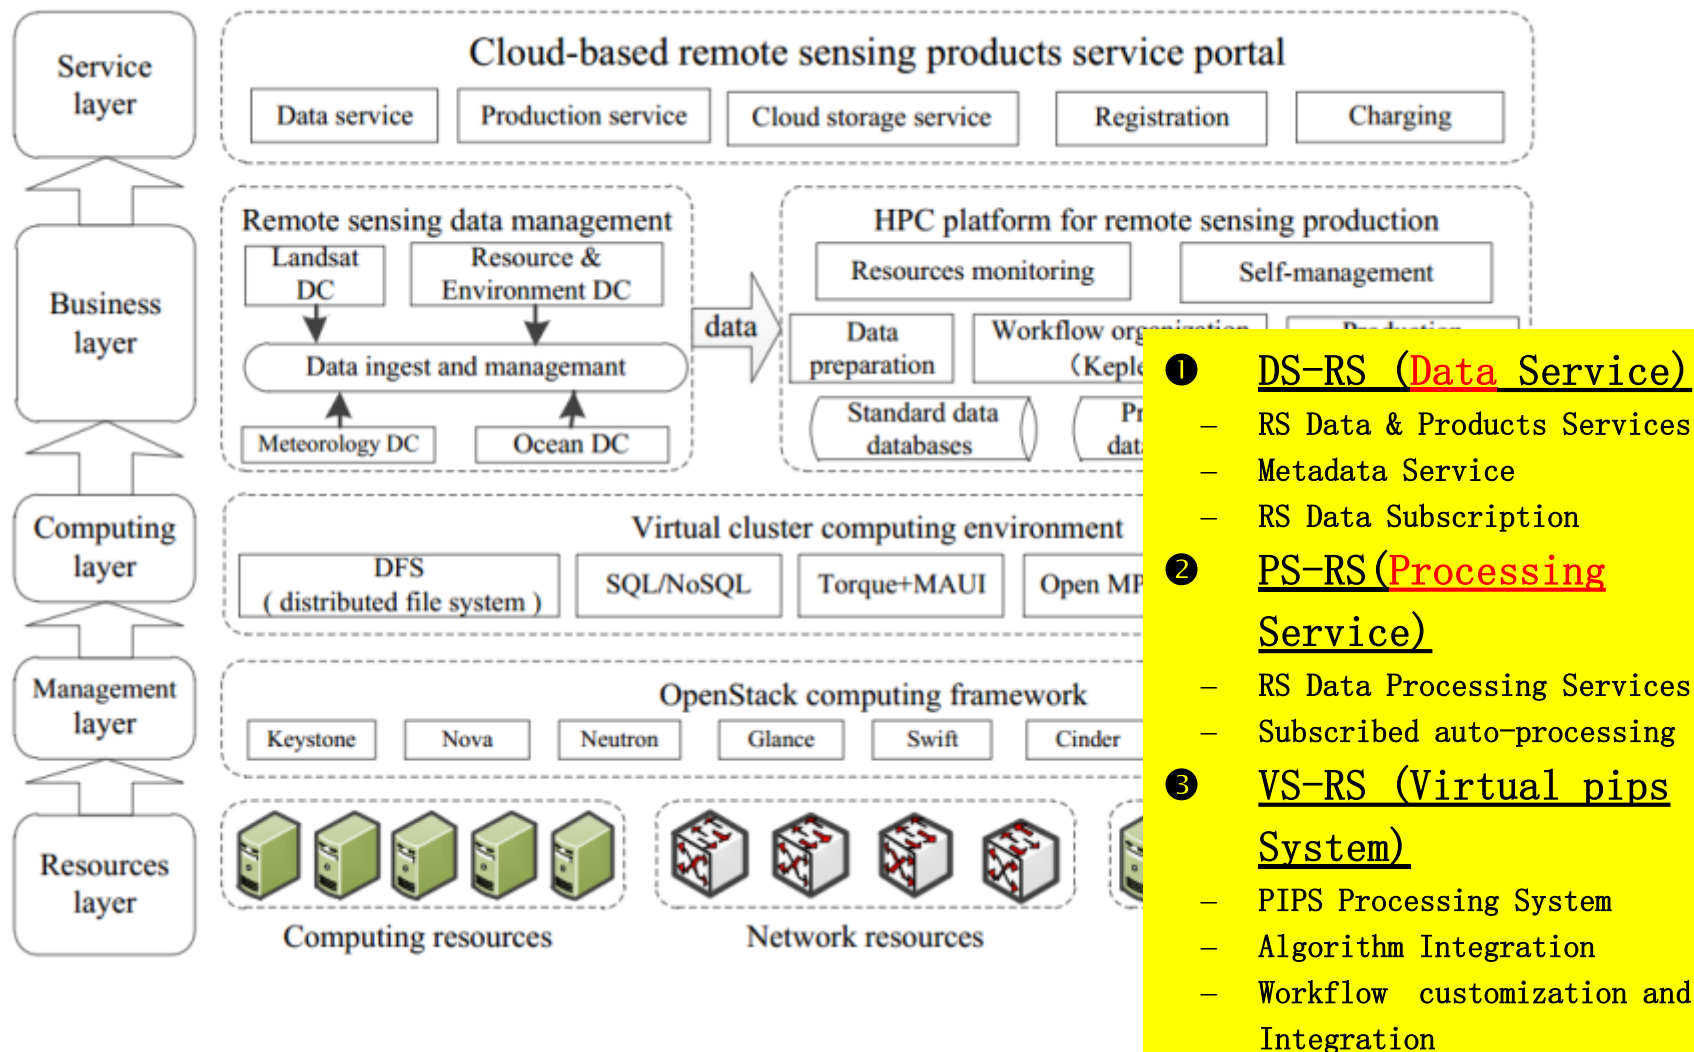 Service
layer
Cloud-based remote sensing products service portal
Data service
Production service
Cloud storage service
Registration
Charging
Business
layer
Remote sensing data management
Landsat
DC
Resource &
Environment DC
Data ingest and managemant
Meteorology DC
Ocean DC
data
HPC platform for remote sensing production
Resources monitoring
Self-management
Data
preparation
Workflow organization
Standard data
databases
Computing
layer
Virtual cluster computing environment
DFS
( distributed file system )
SQL/NoSQL
Torque+MAUI
Open
Management
layer
OpenStack computing framework
Keystone
Nova
Neutron
Glance
Swift
Cinder
Resources
layer
Computing resources
Network resources
❶ DS-RS (Data Service)
– RS Data & Products Services
– Metadata Service
– RS Data Subscription
❷ PS-RS(Processing
Service)
– RS Data Processing Services
– Subscribed auto-processing
❸ VS-RS (Virtual pips
System)
– PIPS Processing System
– Algorithm Integration
– Workflow customization and
Integration